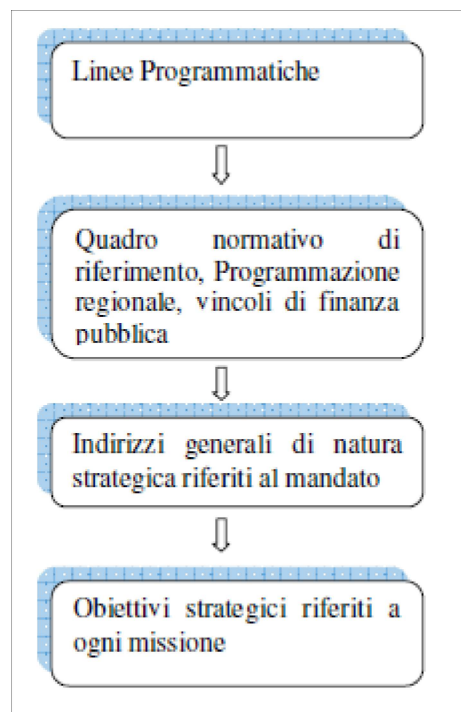 Linee Programmatiche
Quadro normativo di
riferimento, Programmazione
regionale, vincoli di finanza
pubblica
Indirizzi generali di natura
strategica riferiti al mandato
Obiettivi strategici riferiti a
ogni missione